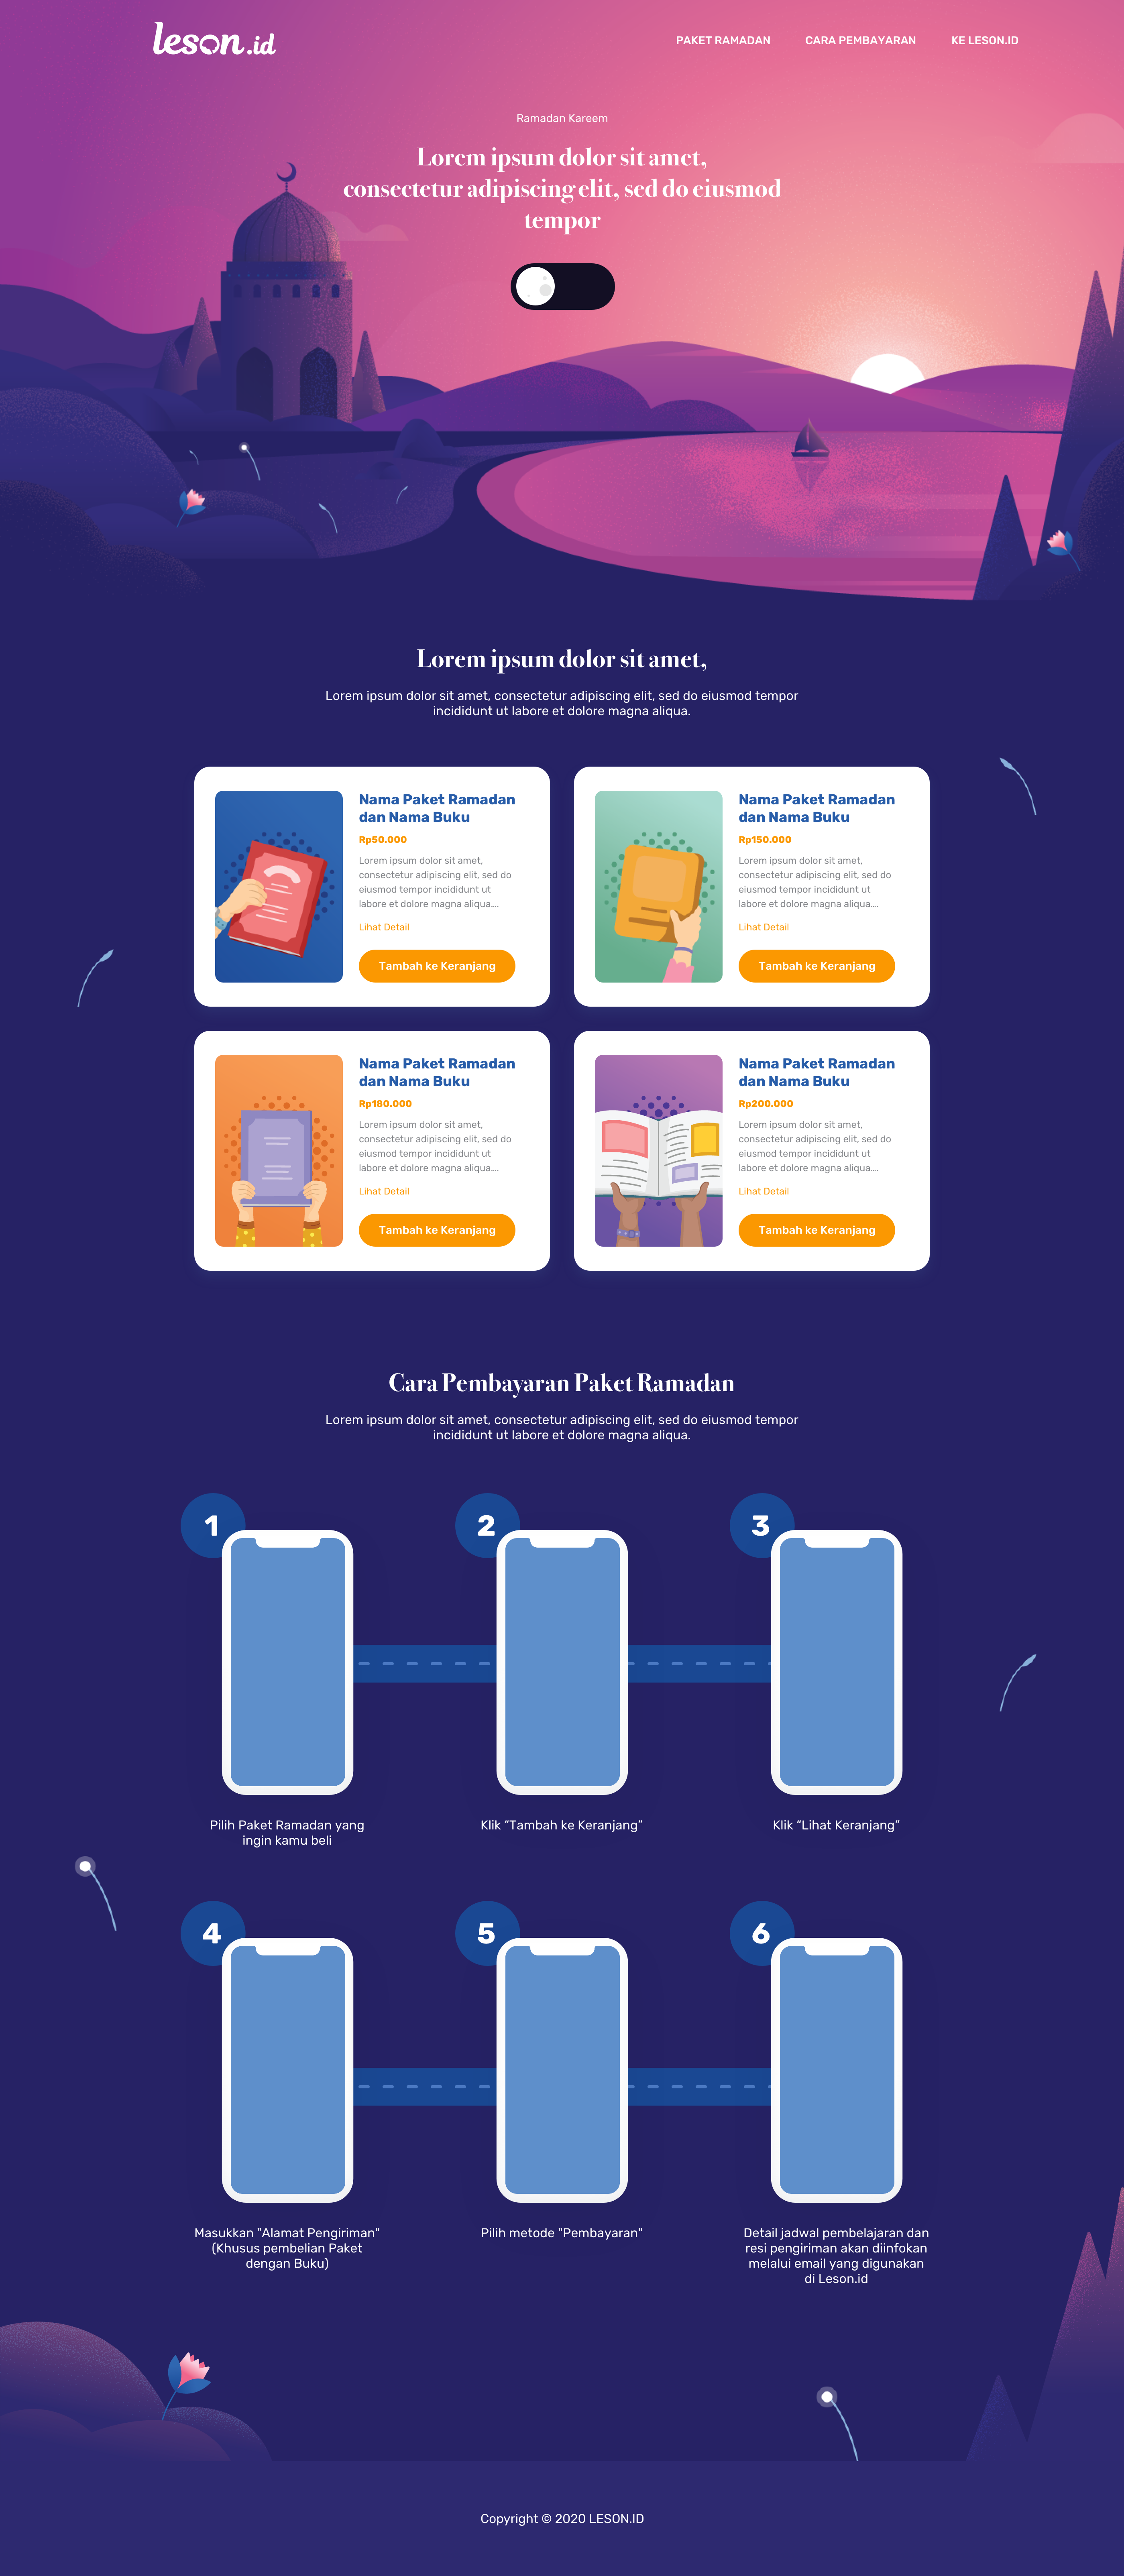 leson.id
PAKET RAMADAN
CARA PEMBAYARAN
KE LESON.ID
Ramadan Kareem
Lorem ipsum dolor sit amet,
consectetur adipiscing elit, sed do eiusmod
tempor
Lorem ipsum dolor sit amet,
Lorem ipsum dolor sit amet, consectetur adipiscing elit, sed do eiusmod tempor
incididunt ut labore et dolore magna aliqua.
Nama Paket Ramadan
dan Nama Buku
Rp50.000
Lorem ipsum dolor sit amet,
consectetur adipiscing elit, sed do
eiusmod tempor incididunt ut
labore et dolore magna aliqua....
Lihat Detail
Tambah ke Keranjang
Nama Paket Ramadan
dan Nama Buku
Rp150.000
Lorem ipsum dolor sit amet,
consectetur adipiscing elit, sed do
eiusmod tempor incididunt ut
labore et dolore magna aliqua....
Lihat Detail
Tambah ke Keranjang
Nama Paket Ramadan
dan Nama Buku
Rp180.000
Lorem ipsum dolor sit amet,
consectetur adipiscing elit, sed do
eiusmod tempor incididunt ut
labore et dolore magna aliqua....
Lihat Detail
Tambah ke Keranjang
Nama Paket Ramadan
dan Nama Buku
Rp200.000
Lorem ipsum dolor sit amet,
consectetur adipiscing elit, sed do
eiusmod tempor incididunt ut
labore et dolore magna aliqua....
Lihat Detail
Tambah ke Keranjang
Cara Pembayaran Paket Ramadan
Lorem ipsum dolor sit amet, consectetur adipiscing elit, sed do eiusmod tempor
incididunt ut labore et dolore magna aliqua.
1
Pilih Paket Ramadan yang
ingin kamu beli
2
Klik “Tambah ke Keranjang”
3
Klik “Lihat Keranjang”
4
Masukkan "Alamat Pengiriman"
(Khusus pembelian Paket
dengan Buku)
5
Pilih metode "Pembayaran"
6
Detail jadwal pembelajaran dan
resi pengiriman akan diinfokan
melalui email yang digunakan
di Leson.id
Copyright © 2020 LESON.ID